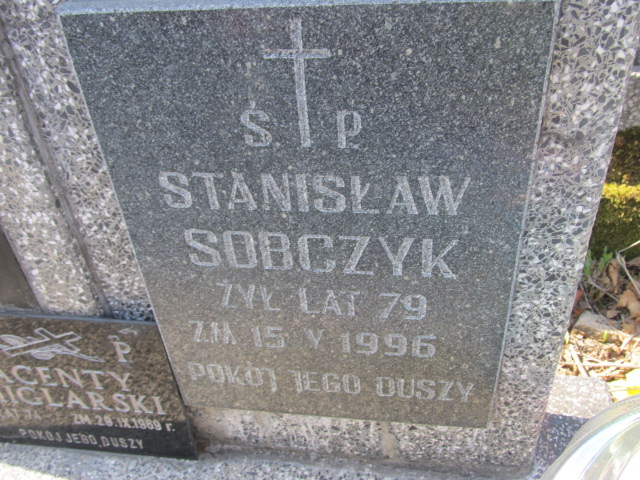 Ś. P.
STANISŁAW
SOBCZYK
ŻYŁ LAT 79
ZM. 15 V 1996
POKÓJ JEGO DUSZY
P
ACENTY
IGLARSKI
ZM. 28.IX.1989 r.
POKÓJ JEGO DUSZY